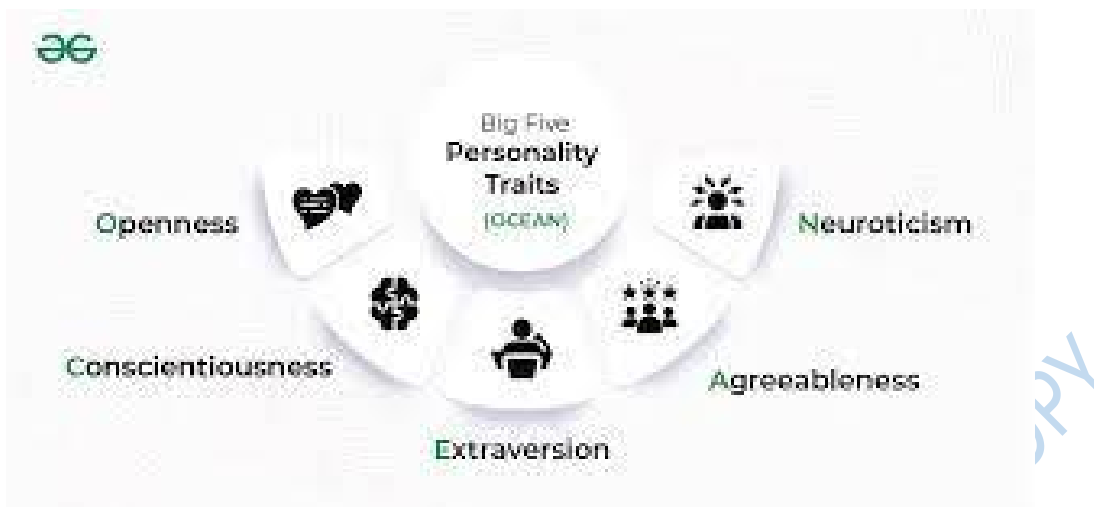 Big Five
Personality
Traits
(OCEAN)
Openness
Neuroticism
Conscientiousness
Agreeableness
Extraversion